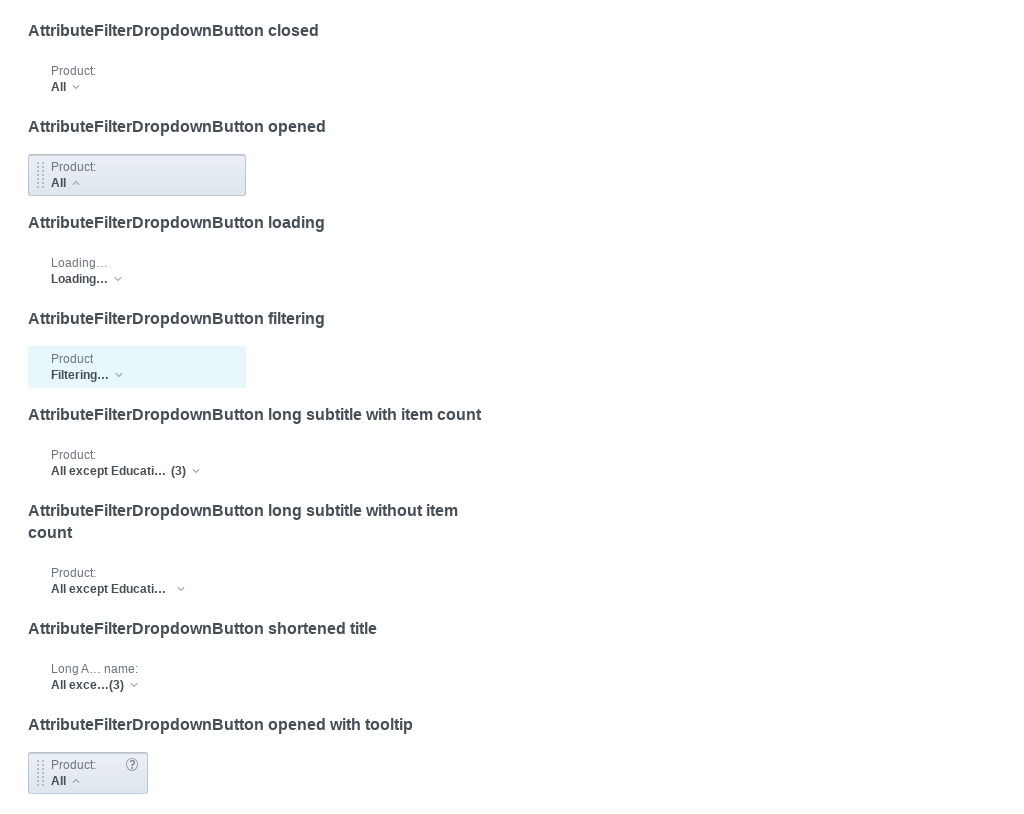 AttributeFilterDropdownButton closed
Product:
All
AttributeFilterDropdownButton opened
Product:
All
AttributeFilterDropdownButton loading
Loading…
Loading…
AttributeFilterDropdownButton filtering
Product
Filtering…
AttributeFilterDropdownButton long subtitle with item count
Product:
All except Educati… (3)
AttributeFilterDropdownButton long subtitle without item
count
Product:
All except Educati…
AttributeFilterDropdownButton shortened title
Long A… name:
All exce…(3)
AttributeFilterDropdownButton opened with tooltip
Product: ?
All